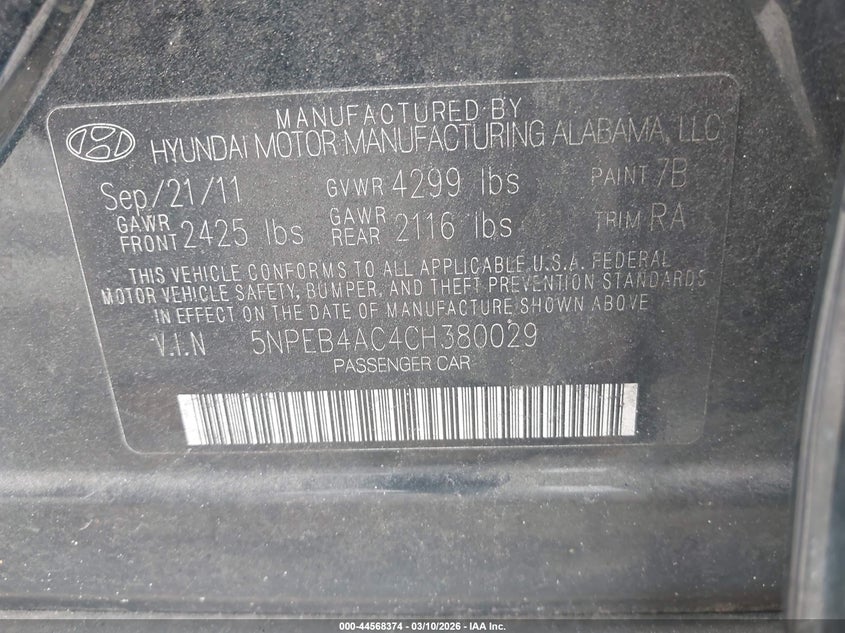 MANUFACTURED BY
HYUNDAI MOTOR MANUFACTURING ALABAMA, LLC
Sep/21/11 GVWR 4299 lbs PAINT 7B
GAWR FRONT 2425 lbs GAWR REAR 2116 lbs TRIM RA
THIS VEHICLE CONFORMS TO ALL APPLICABLE U.S.A. FEDERAL
MOTOR VEHICLE SAFETY, BUMPER, AND THEFT PREVENTION STANDARDS
IN EFFECT ON THE DATE OF MANUFACTURE SHOWN ABOVE
V.I.N 5NPEB4AC4CH380029
PASSENGER CAR
000-44568374 | 03/10/2026 - IAA Inc.